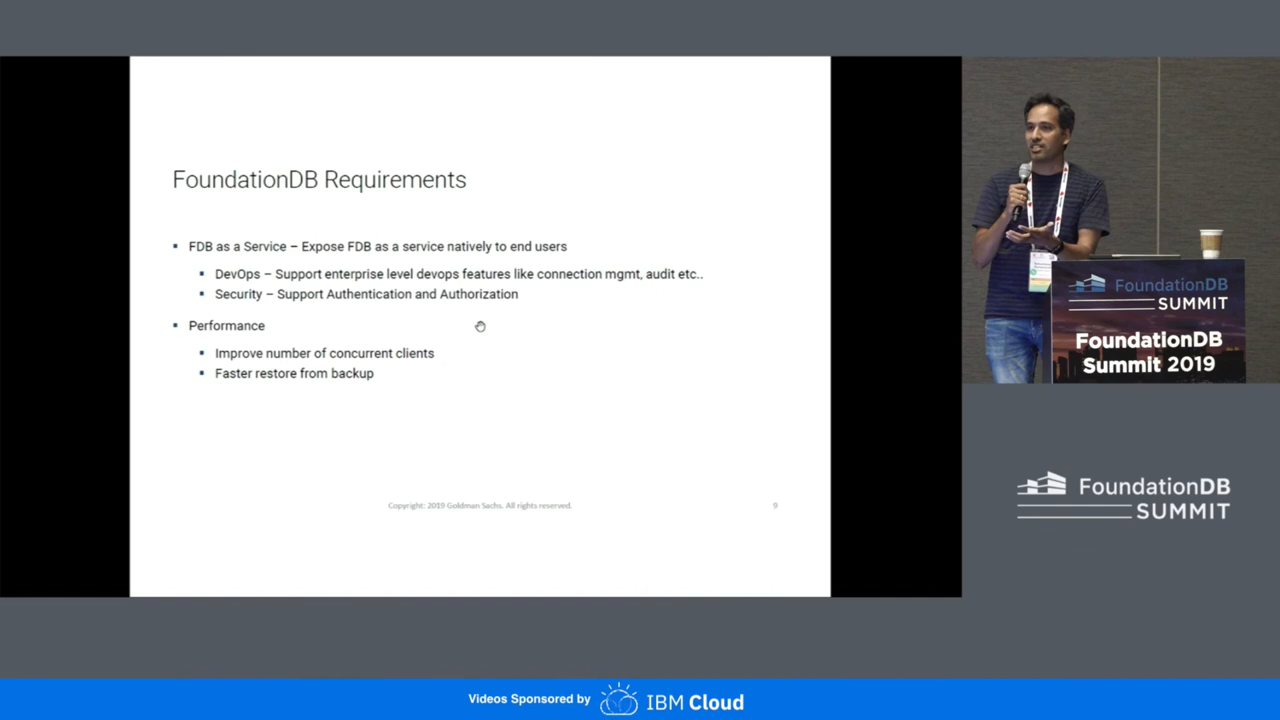 FoundationDB Requirements
▪ FDB as a Service – Expose FDB as a service natively to end users
▪ DevOps – Support enterprise level devops features like connection mgmt, audit etc..
▪ Security – Support Authentication and Authorization
▪ Performance
▪ Improve number of concurrent clients
▪ Faster restore from backup
Copyright: 2019 Goldman Sachs. All rights reserved.
9
FoundationDB
SUMMIT
FoundationDB
Summit 2019
FoundationDB
SUMMIT
Videos Sponsored by IBM Cloud